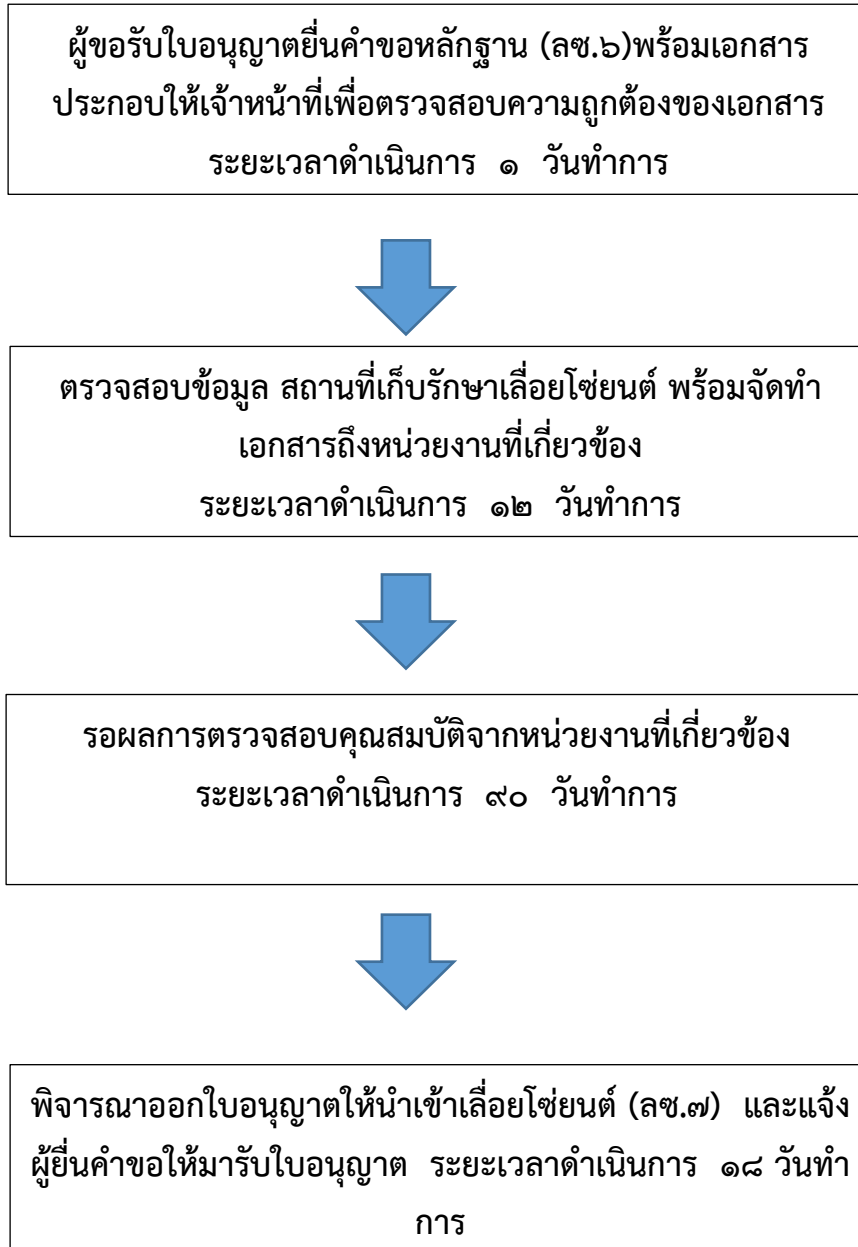 ผู้ขอรับใบอนุญาตยื่นคำขอหลักฐาน (ลซ.๖)พร้อมเอกสาร
ประกอบให้เจ้าหน้าที่เพื่อตรวจสอบความถูกต้องของเอกสาร
ระยะเวลาดำเนินการ ๑ วันทำการ
ตรวจสอบข้อมูล สถานที่เก็บรักษาเลื่อยโซ่ยนต์ พร้อมจัดทำ
เอกสารถึงหน่วยงานที่เกี่ยวข้อง
ระยะเวลาดำเนินการ ๑๒ วันทำการ
รอผลการตรวจสอบคุณสมบัติจากหน่วยงานที่เกี่ยวข้อง
ระยะเวลาดำเนินการ ๙๐ วันทำการ
พิจารณาออกใบอนุญาตให้นำเข้าเลื่อยโซ่ยนต์ (ลซ.๗) และแจ้ง
ผู้ยื่นคำขอให้มารับใบอนุญาต ระยะเวลาดำเนินการ ๑๘ วันทำ
การ